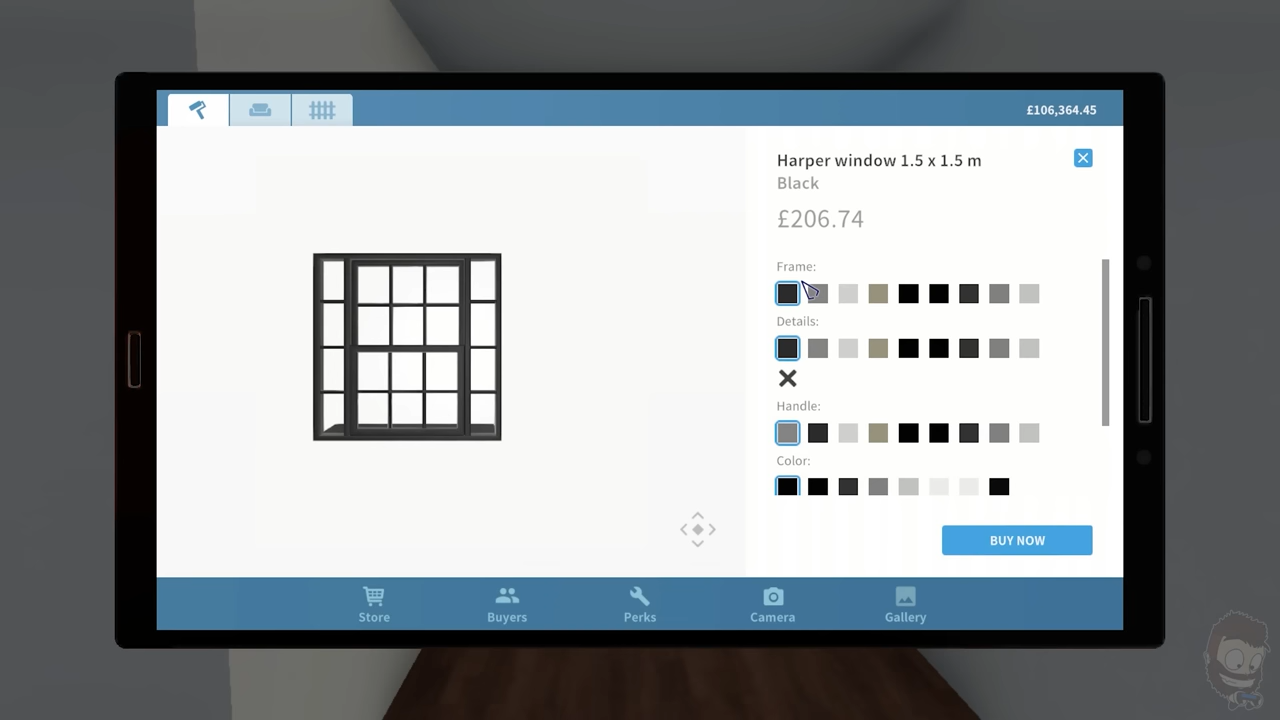 £106,364.45
Harper window 1.5 x 1.5 m
Black
£206.74
Frame:
Details:
Handle:
Color:
BUY NOW
Store
Buyers
Perks
Camera
Gallery